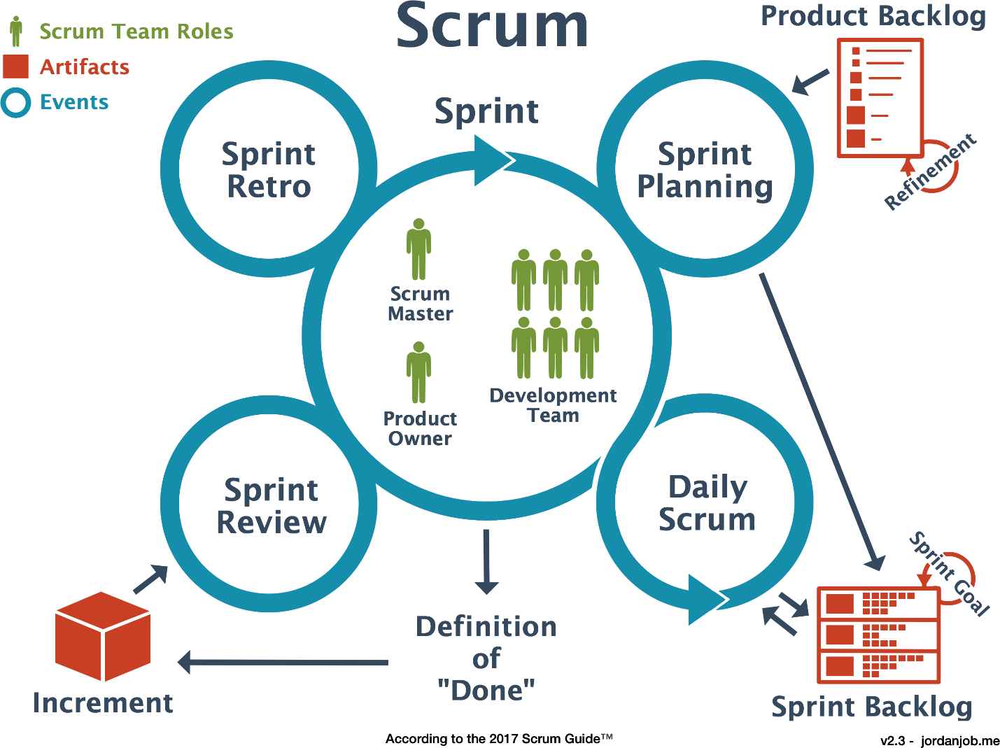 Scrum
Scrum Team Roles
Artifacts
Events
Product Backlog
Refinement
Sprint
Sprint
Retro
Sprint
Planning
Scrum
Master
Product
Owner
Development
Team
Sprint
Review
Daily
Scrum
Sprint Goal
Sprint Backlog
Definition
of
"Done"
Increment
According to the 2017 Scrum Guide™
v2.3 - jordanjob.me